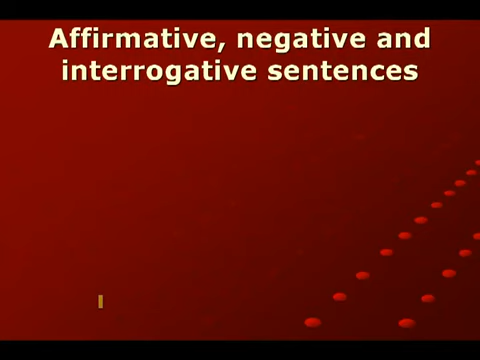 Affirmative, negative and
interrogative sentences